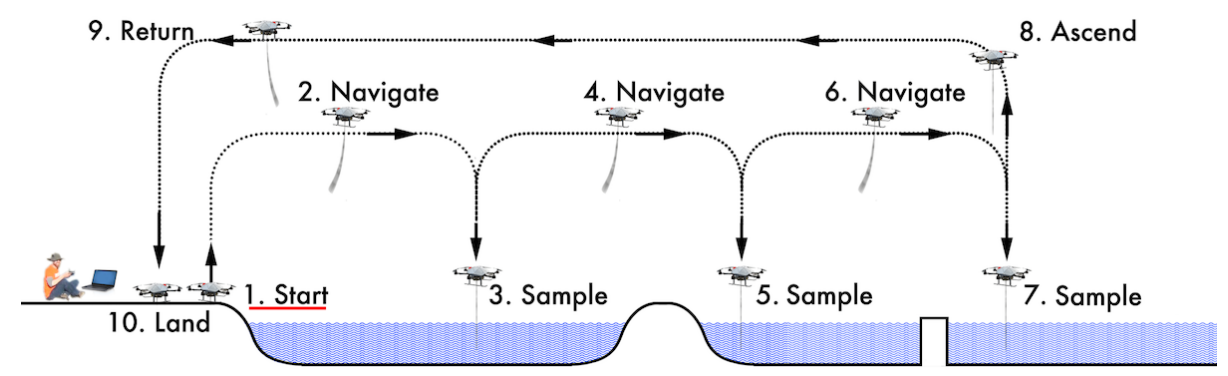 9. Return
8. Ascend
2. Navigate
4. Navigate
6. Navigate
1. Start
3. Sample
5. Sample
7. Sample
10. Land